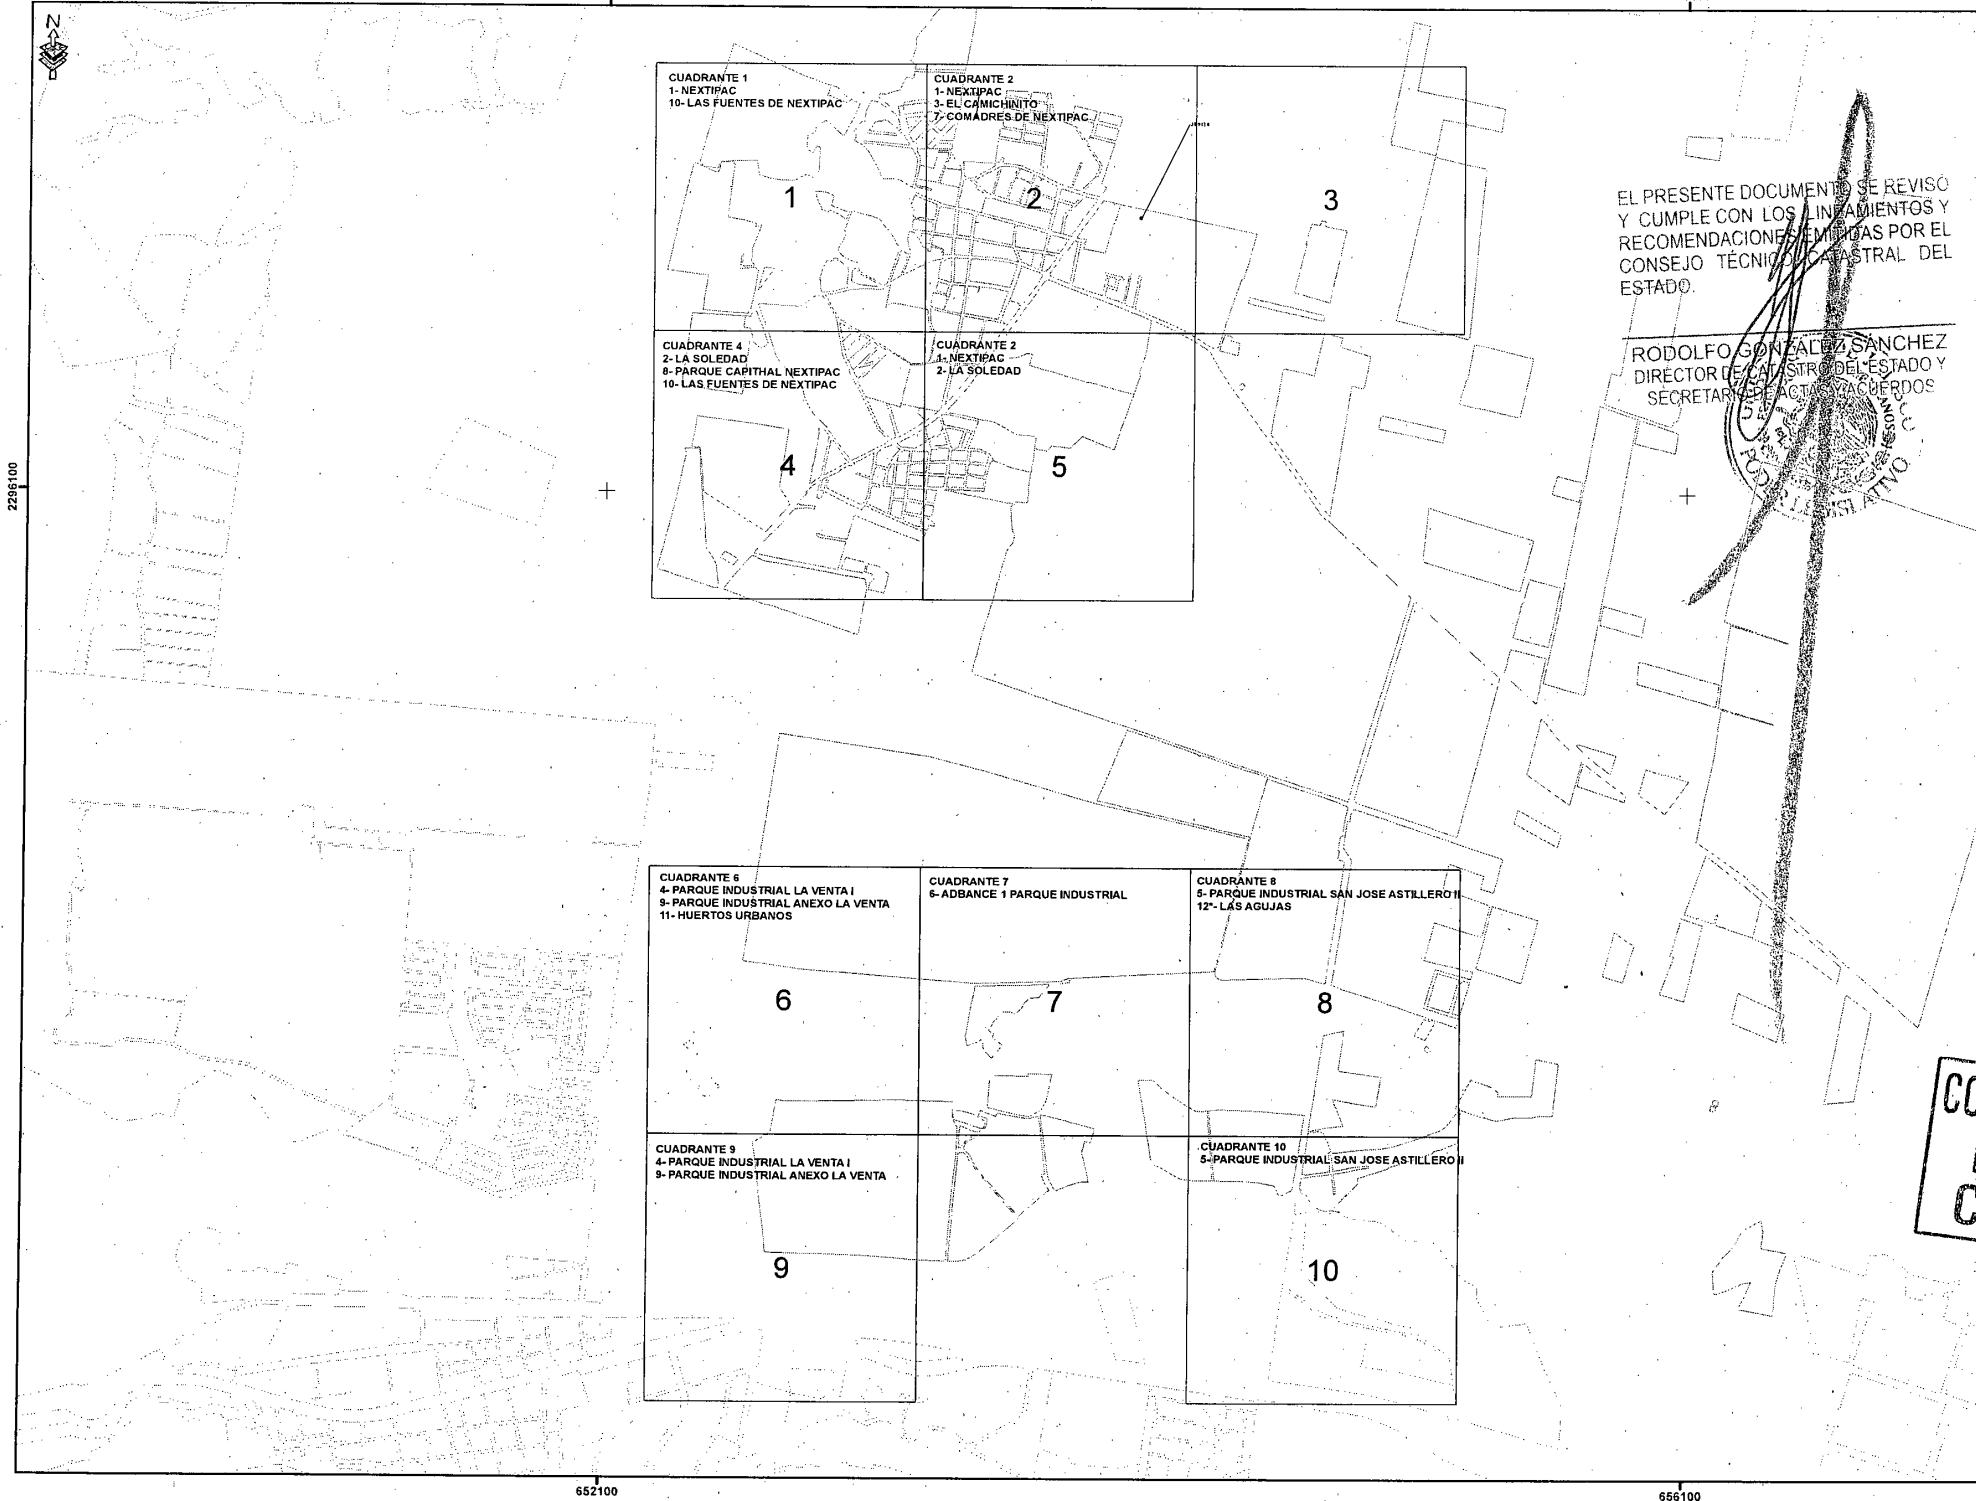 N
CUADRANTE 1
1- NEXTIPAC
10- LAS FUENTES DE NEXTIPAC
1
CUADRANTE 2
1- NEXTIPAC
3- EL CAMICHINITO
7- COMADRES DE NEXTIPAC
2
3
EL PRESENTE DOCUMENTO SE REVISÓ
Y CUMPLE CON LOS LINEAMIENTOS Y
RECOMENDACIONES EMITIDAS POR EL
CONSEJO TÉCNICO CATASTRAL DEL
ESTADO.
RODOLFO GONZÁLEZ SÁNCHEZ
DIRECTOR DE CATASTRO DEL ESTADO Y
SECRETARIO DE ACTAS Y ACUERDOS
PODER LEGISLATIVO
CUADRANTE 4
2- LA SOLEDAD
8- PARQUE CAPITHAL NEXTIPAC
10- LAS FUENTES DE NEXTIPAC
4
CUADRANTE 2
1- NEXTIPAC
2- LA SOLEDAD
5
2296100
CUADRANTE 6
4- PARQUE INDUSTRIAL LA VENTA I
9- PARQUE INDUSTRIAL ANEXO LA VENTA
11- HUERTOS URBANOS
6
CUADRANTE 7
6- ADBANCE 1 PARQUE INDUSTRIAL
7
CUADRANTE 8
5- PARQUE INDUSTRIAL SAN JOSE ASTILLERO II
12*- LAS AGUJAS
8
CUADRANTE 9
4- PARQUE INDUSTRIAL LA VENTA I
9- PARQUE INDUSTRIAL ANEXO LA VENTA
9
CUADRANTE 10
5- PARQUE INDUSTRIAL SAN JOSE ASTILLERO II
10
652100
656100